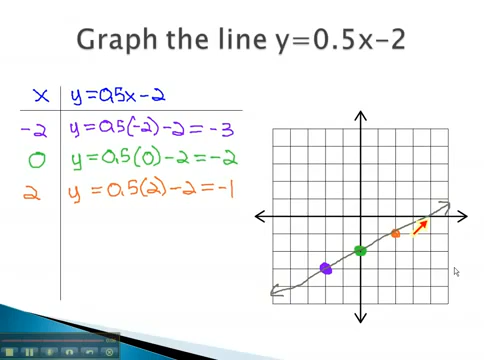 Graph the line y=0.5x-2
x y=0.5x-2
-2 y=0.5(-2)-2=-3
0 y=0.5(0)-2=-2
2 y=0.5(2)-2=-1